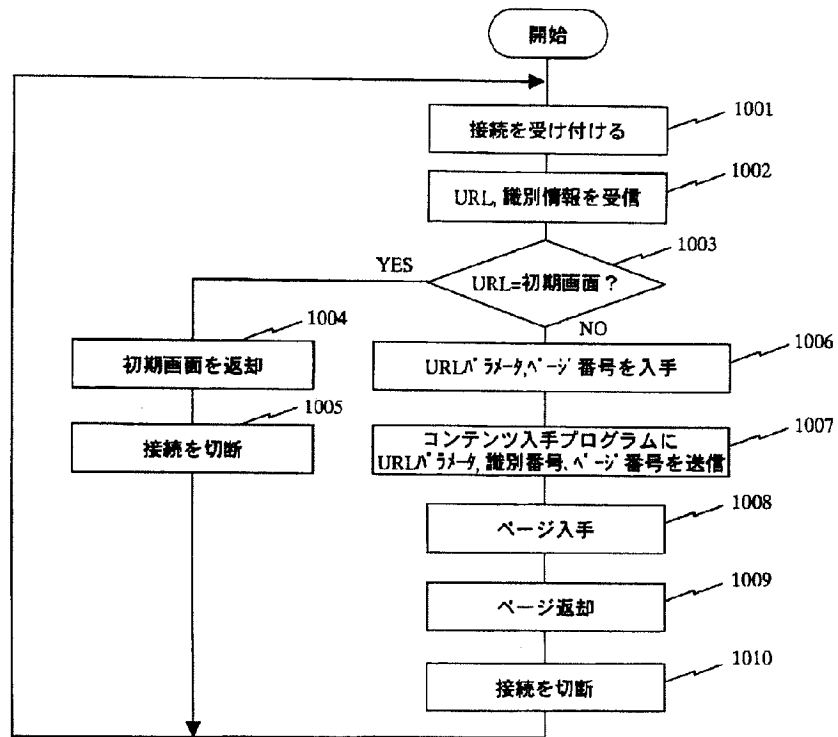 開始
接続を受け付ける
1001
URL, 識別情報を受信
1002
URL=初期画面?
1003
YES
NO
初期画面を返却
1004
接続を切断
1005
URLパラメータ,ページ番号を入手
1006
コンテンツ入手プログラムに
URLパラメータ, 識別番号、ページ番号を送信
1007
ページ入手
1008
ページ返却
1009
接続を切断
1010